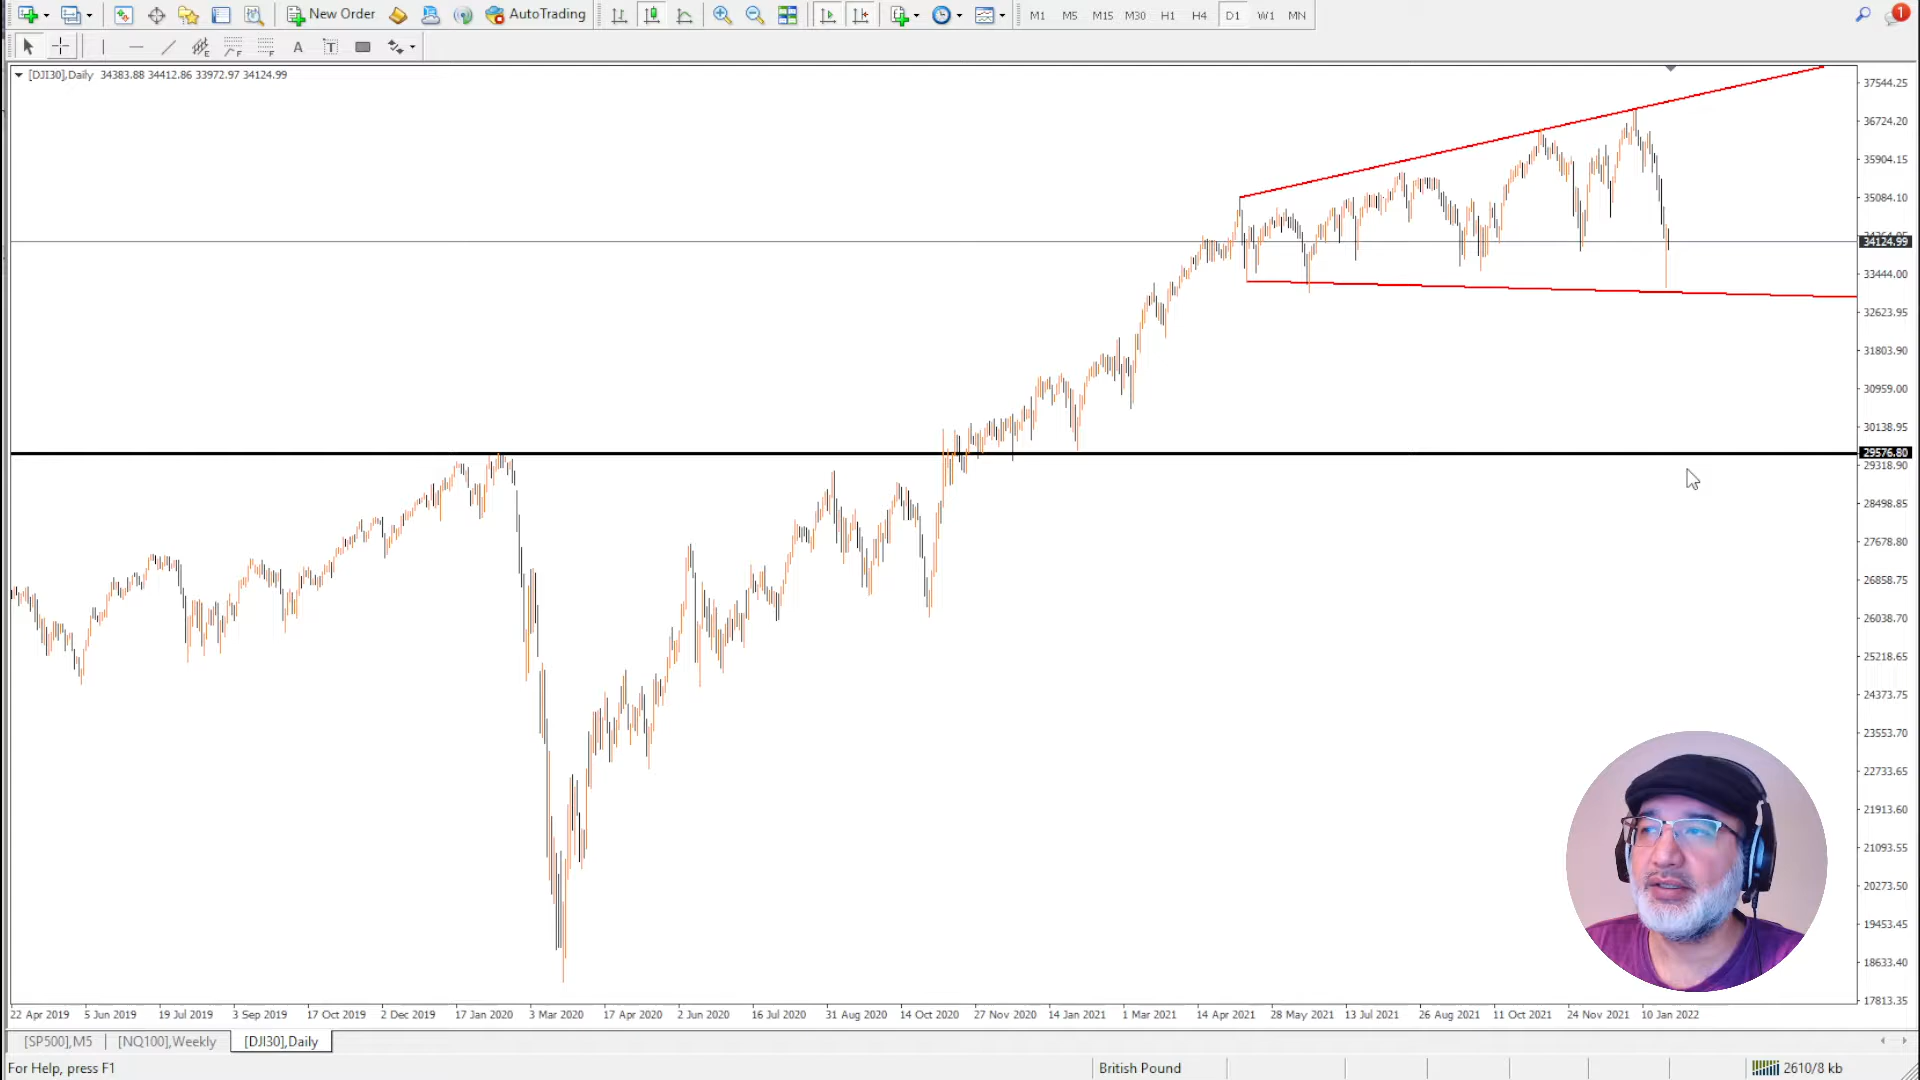 New Order
AutoTrading
M1 M5 M15 M30 H1 H4 D1 W1 MN
1
E
F
F
A
T
[DJI30],Daily 34383.88 34412.86 33972.97 34124.99
37544.25
36724.20
35904.15
35084.10
34124.99
33444.00
32623.95
31803.90
30959.00
30138.95
29576.80
29318.90
28498.85
27678.80
26858.75
26038.70
25218.65
24373.75
23553.70
22733.65
21913.60
21093.55
20273.50
19453.45
18633.40
17813.35
22 Apr 2019 5 Jun 2019 19 Jul 2019 3 Sep 2019 17 Oct 2019 2 Dec 2019 17 Jan 2020 3 Mar 2020 17 Apr 2020 2 Jun 2020 16 Jul 2020 31 Aug 2020 14 Oct 2020 27 Nov 2020 14 Jan 2021 1 Mar 2021 14 Apr 2021 28 May 2021 13 Jul 2021 26 Aug 2021 11 Oct 2021 24 Nov 2021 10 Jan 2022
[SP500],M5 [NQ100],Weekly [DJI30],Daily
For Help, press F1
British Pound
2610/8 kb